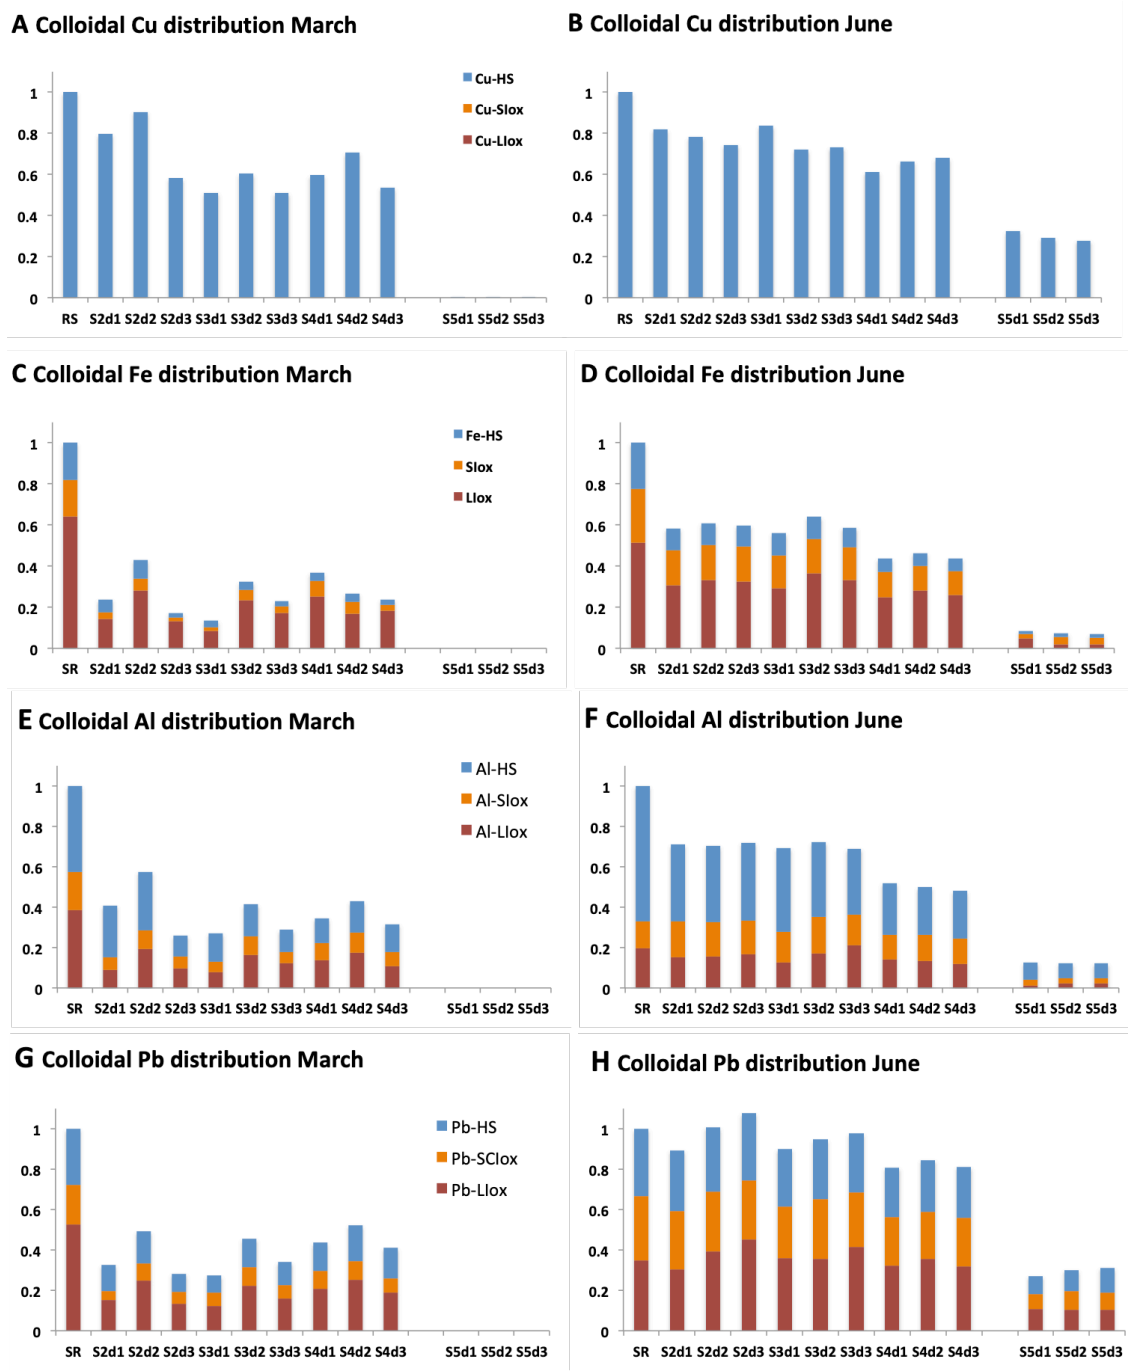 A Colloidal Cu distribution March
1
0.8
0.6
0.4
0.2
0
Cu-HS
Cu-SIox
Cu-LIox
RS S2d1 S2d2 S2d3 S3d1 S3d2 S3d3 S4d1 S4d2 S4d3 S5d1 S5d2 S5d3
B Colloidal Cu distribution June
1
0.8
0.6
0.4
0.2
0
RS S2d1 S2d2 S2d3 S3d1 S3d2 S3d3 S4d1 S4d2 S4d3 S5d1 S5d2 S5d3
C Colloidal Fe distribution March
1
0.8
0.6
0.4
0.2
0
Fe-HS
SIox
LIox
SR S2d1 S2d2 S2d3 S3d1 S3d2 S3d3 S4d1 S4d2 S4d3 S5d1 S5d2 S5d3
D Colloidal Fe distribution June
1
0.8
0.6
0.4
0.2
0
SR S2d1 S2d2 S2d3 S3d1 S3d2 S3d3 S4d1 S4d2 S4d3 S5d1 S5d2 S5d3
E Colloidal Al distribution March
1
0.8
0.6
0.4
0.2
0
Al-HS
Al-SIox
Al-LIox
SR S2d1 S2d2 S2d3 S3d1 S3d2 S3d3 S4d1 S4d2 S4d3 S5d1 S5d2 S5d3
F Colloidal Al distribution June
1
0.8
0.6
0.4
0.2
0
SR S2d1 S2d2 S2d3 S3d1 S3d2 S3d3 S4d1 S4d2 S4d3 S5d1 S5d2 S5d3
G Colloidal Pb distribution March
1
0.8
0.6
0.4
0.2
0
Pb-HS
Pb-SCIox
Pb-LIox
SR S2d1 S2d2 S2d3 S3d1 S3d2 S3d3 S4d1 S4d2 S4d3 S5d1 S5d2 S5d3
H Colloidal Pb distribution June
1
0.8
0.6
0.4
0.2
0
SR S2d1 S2d2 S2d3 S3d1 S3d2 S3d3 S4d1 S4d2 S4d3 S5d1 S5d2 S5d3